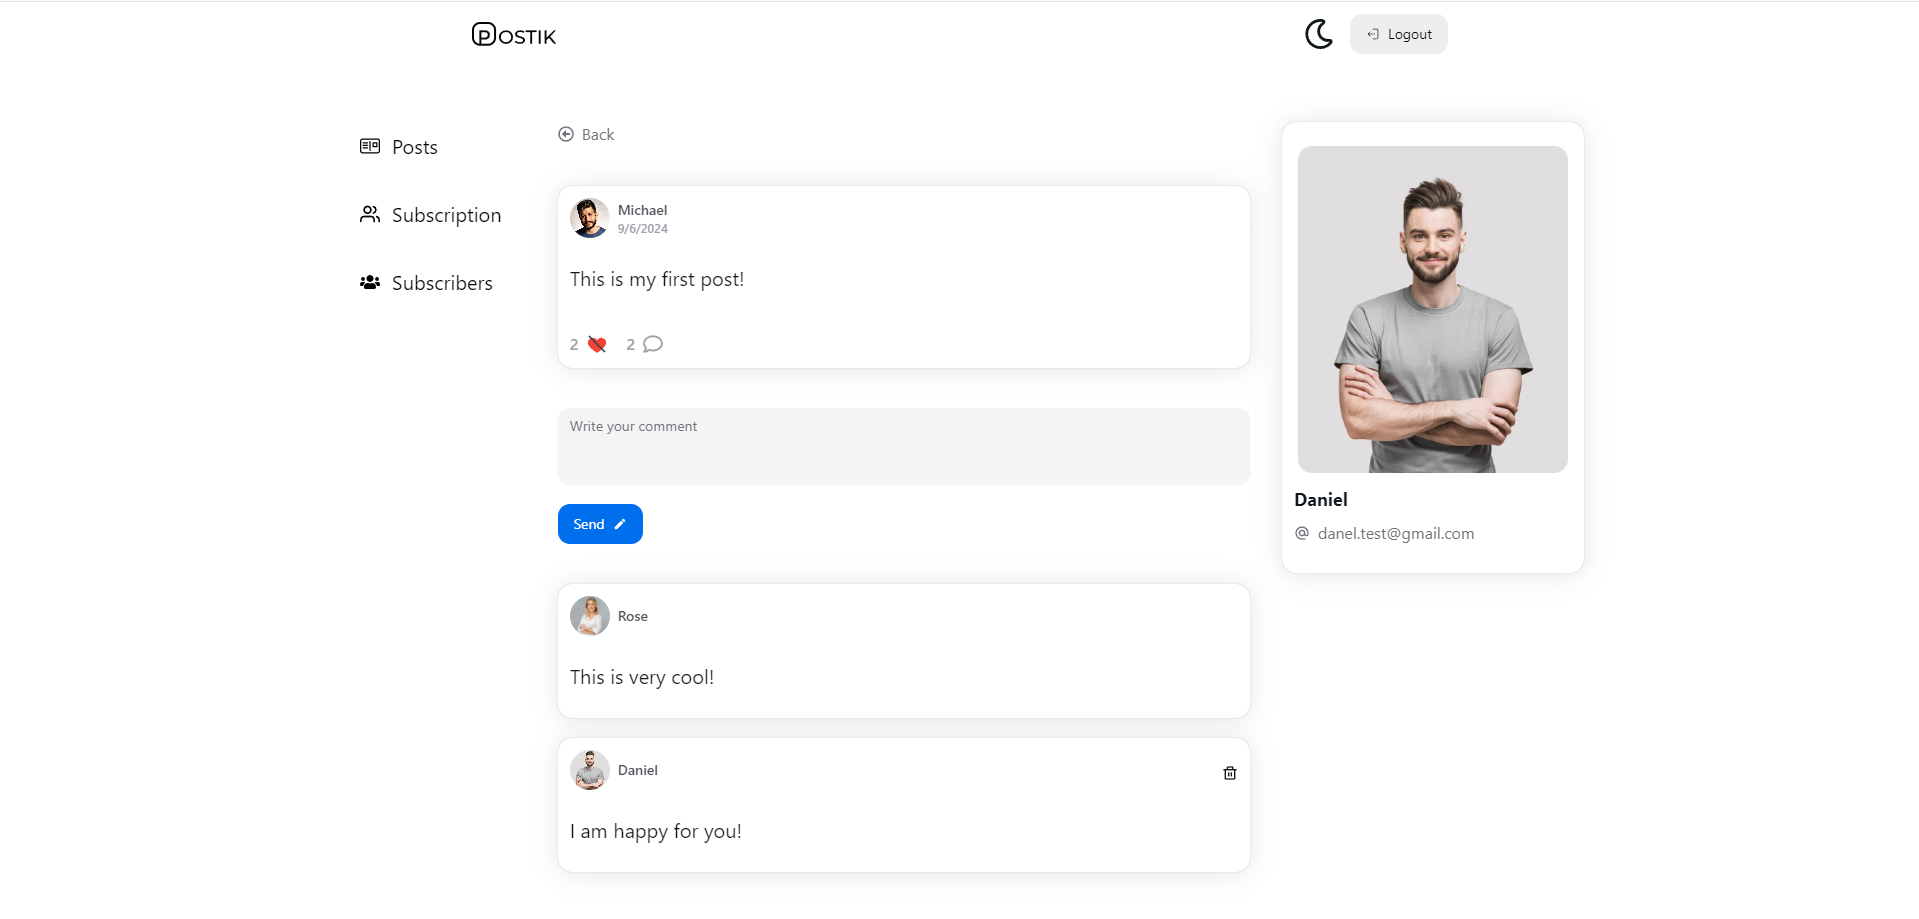 POSTIK
Logout
Posts
Subscription
Subscribers
Back
Michael
9/6/2024
This is my first post!
2 2
Write your comment
Send
Rose
This is very cool!
Daniel
I am happy for you!
Daniel
danel.test@gmail.com